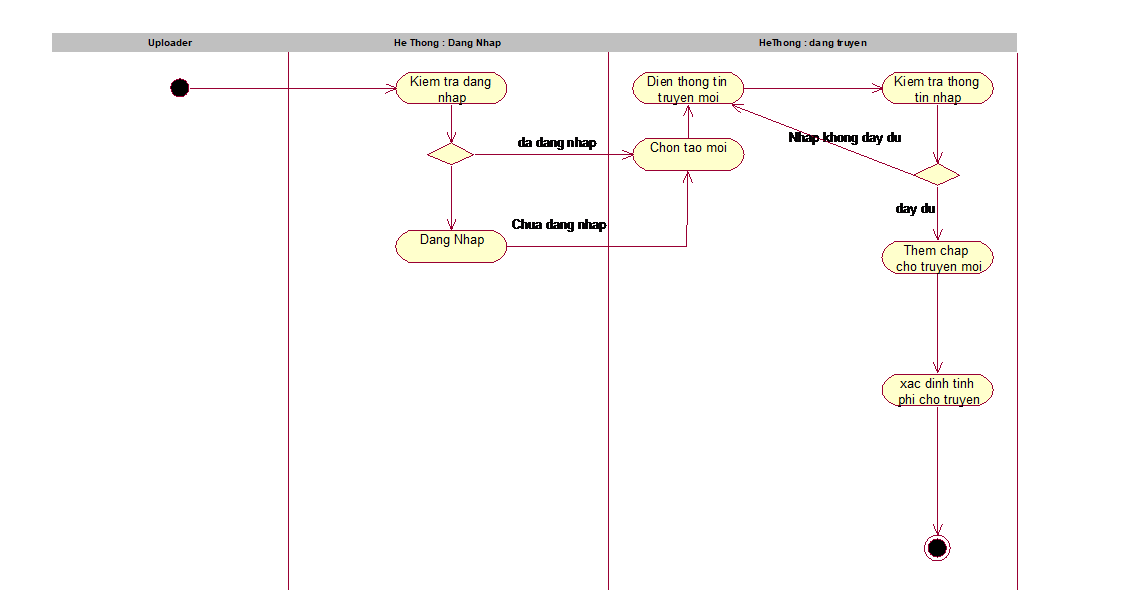 Uploader
He Thong : Dang Nhap
HeThong : dang truyen
Kiem tra dang
nhap
Dien thong tin
truyen moi
Kiem tra thong
tin nhap
da dang nhap
Chon tao moi
Nhap khong day du
day du
Chua dang nhap
Dang Nhap
Them chap
cho truyen moi
xac dinh tinh
phi cho truyen